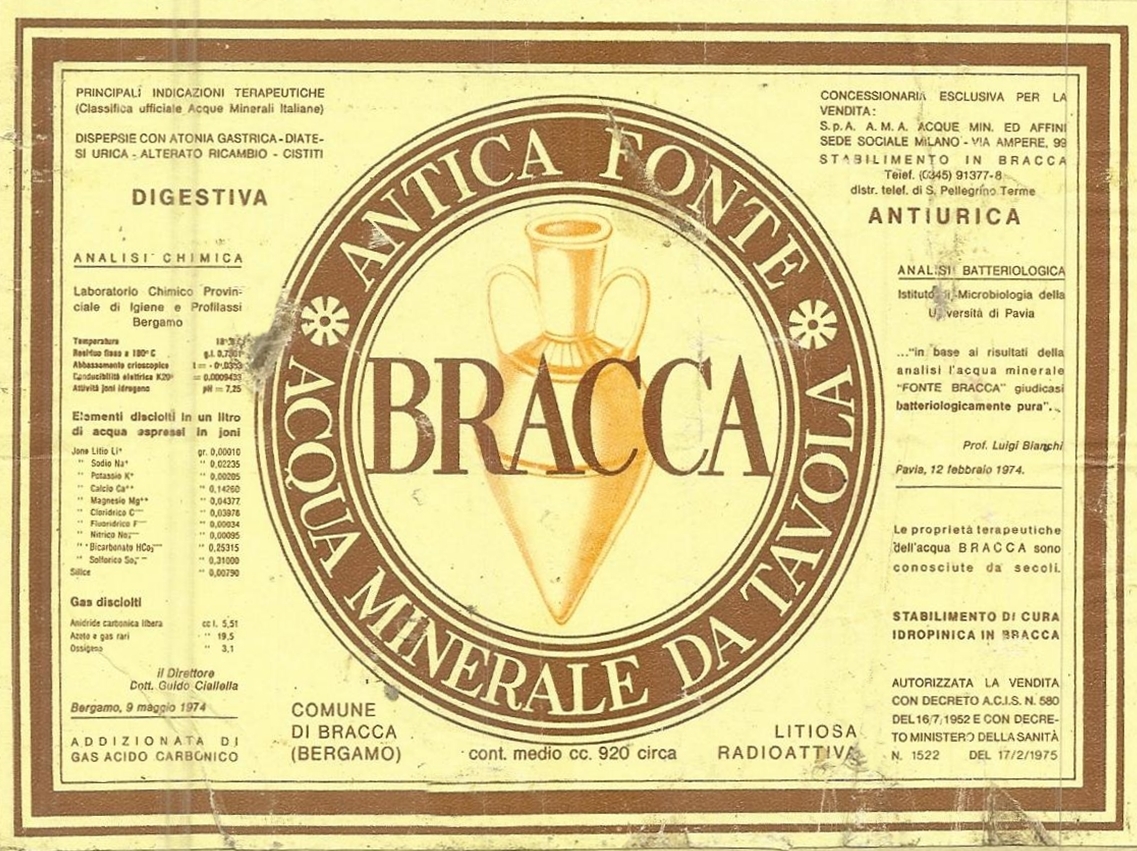 PRINCIPALI INDICAZIONI TERAPEUTICHE
(Classifica ufficiale Acque Minerali Italiane)
DISPEPSIE CON ATONIA GASTRICA - DIATE-
SI URICA - ALTERATO RICAMBIO - CISTITI
DIGESTIVA
ANALISI CHIMICA
Laboratorio Chimico Provin-
ciale di Igiene e Profilassi
Bergamo
Temperatura
Residuo fisso a 180° C g.l.
Abbassamento crioscopico
Conducibilità elettrica K20° = 0,0009433
Attività joni idrogeno pH = 7,25
Elementi disciolti in un litro
di acqua espressi in joni
Jone Litio Li+ gr. 0,00010
" Sodio Na+ " 0,02235
" Potassio K+ " 0,00205
" Calcio Ca++ " 0,14260
" Magnesio Mg++ " 0,04377
" Cloridrico C " 0,03976
" Fluoridrico F " 0,00034
" Nitrico No₃ " 0,00095
" Bicarbonato HCo₃ " 0,25315
" Solforico So₄ " 0,31000
Silice " 0,00790
Gas disciolti
Anidride carbonica libera cc l. 5,51
Azoto e gas rari " 19,5
Ossigeno " 3,1
il Direttore
Dott. Guido Ciallella
Bergamo, 9 maggio 1974
ADDIZIONATA DI
GAS ACIDO CARBONICO
ANTICA FONTE
BRACCA
ACQUA MINERALE DA TAVOLA
COMUNE
DI BRACCA
(BERGAMO)
cont. medio cc. 920 circa
LITIOSA
RADIOATTIVA
CONCESSIONARIA ESCLUSIVA PER LA
VENDITA:
S.p.A. A.M.A. ACQUE MIN. ED AFFINI
SEDE SOCIALE MILANO - VIA AMPERE, 99
STABILIMENTO IN BRACCA
Telef. (0345) 91377-8
distr. telef. di S. Pellegrino Terme
ANTIURICA
ANALISI BATTERIOLOGICA
Istituto di Microbiologia della
Università di Pavia
..."in base ai risultati della
analisi l'acqua minerale
"FONTE BRACCA" giudicasi
batteriologicamente pura"...
Prof. Luigi Bianchi
Pavia, 12 febbraio 1974.
Le proprietà terapeutiche
dell'acqua BRACCA sono
conosciute da secoli.
STABILIMENTO DI CURA
IDROPINICA IN BRACCA
AUTORIZZATA LA VENDITA
CON DECRETO A.C.I.S. N. 580
DEL 16/7/1952 E CON DECRE-
TO MINISTERO DELLA SANITÀ
N. 1522 DEL 17/2/1975